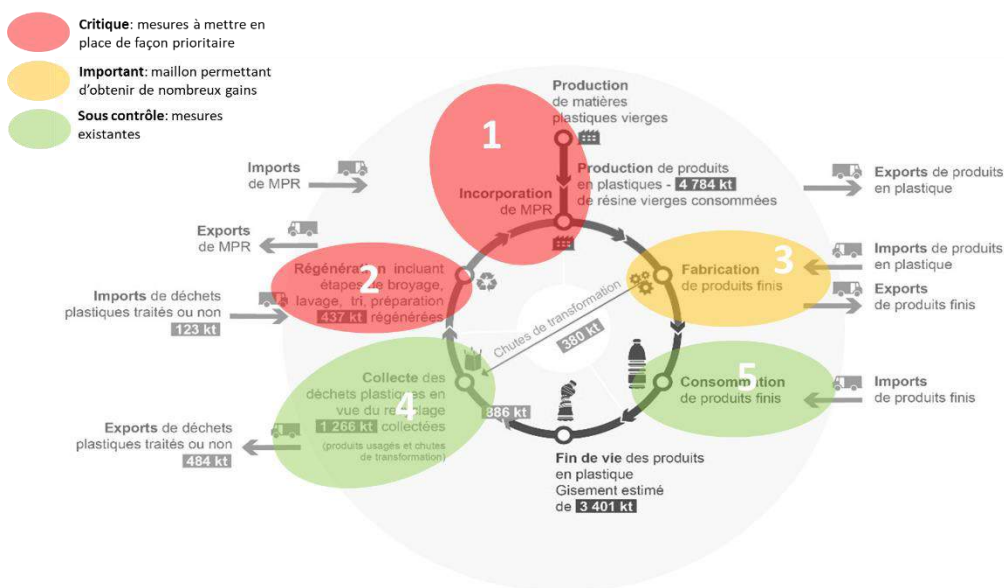 Critique: mesures à mettre en
place de façon prioritaire
Important: maillon permettant
d'obtenir de nombreux gains
Sous contrôle: mesures
existantes
Production
de matières
plastiques vierges
1
Imports
de MPR
Production de produits
en plastiques - 4 784 kt
de résine vierges consommées
Exports de produits
en plastique
Incorporation
de MPR
Exports
de MPR
Imports de produits
en plastique
2
Régénération incluant
étapes de broyage,
lavage, tri, préparation
437 kt régénérées
3
Fabrication
de produits finis
Exports
de produits finis
Imports de déchets
plastiques traités ou non
123 kt
Chutes de transformation
380 kt
4
Collecte des
déchets plastiques en
vue du recyclage
1 266 kt collectées
(produits usagés et chutes
de transformation)
886 kt
5
Consommation
de produits finis
Imports
de produits finis
Exports de déchets
plastiques traités ou non
484 kt
Fin de vie des produits
en plastique
Gisement estimé
de 3 401 kt